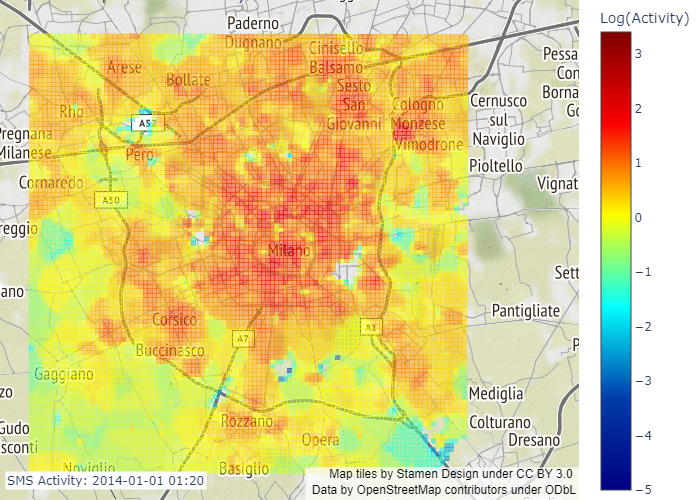 Log(Activity)
Paderno
Dugnano
Cinisello
Balsamo
Arese
Bollate
Sesto
San
Giovanni
Cologno
Monzese
Vimodrone
Cernusco
sul
Naviglio
Pioltello
Pessa
Con
Borna
Go
Rho
A52
Pero
Pregnana
Milanese
Cornaredo
A50
Vignat
reggio
Milano
Sett
ano
Pantigliate
Corsico
A7
A1
Buccinasco
P
Gaggiano
zo
Mediglia
Rozzano
Colturano
Dresano
Gudo
sconti
Opera
Noviglio
Basiglio
SMS Activity: 2014-01-01 01:20
Map tiles by Stamen Design under CC BY 3.0
Data by OpenStreetMap contributors under ODbL
3
2
1
0
−1
−2
−3
−4
−5